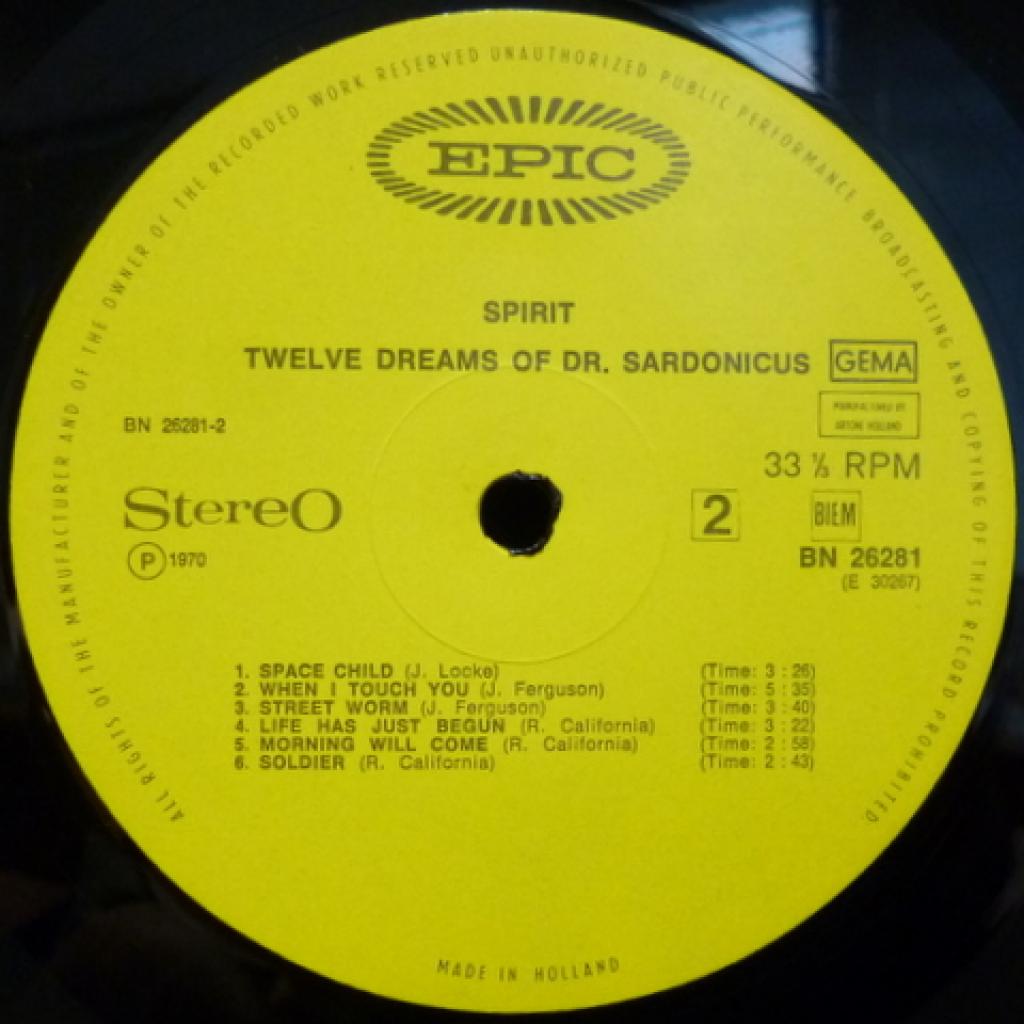 ALL RIGHTS OF THE MANUFACTURER AND OF THE OWNER OF THE RECORDED WORK RESERVED UNAUTHORIZED PUBLIC PERFORMANCE BROADCASTING AND COPYING OF THIS RECORD PROHIBITED
EPIC
SPIRIT
TWELVE DREAMS OF DR. SARDONICUS GEMA
MANUFACTURED BY
ARTONE HOLLAND
BN 26281-2
33 ⅓ RPM
Stereo 2 BIEM
Ⓟ 1970 BN 26281
(E 30267)
1. SPACE CHILD (J. Locke) (Time: 3 : 26)
2. WHEN I TOUCH YOU (J. Ferguson) (Time: 5 : 35)
3. STREET WORM (J. Ferguson) (Time: 3 : 40)
4. LIFE HAS JUST BEGUN (R. California) (Time: 3 : 22)
5. MORNING WILL COME (R. California) (Time: 2 : 58)
6. SOLDIER (R. California) (Time: 2 : 43)
MADE IN HOLLAND